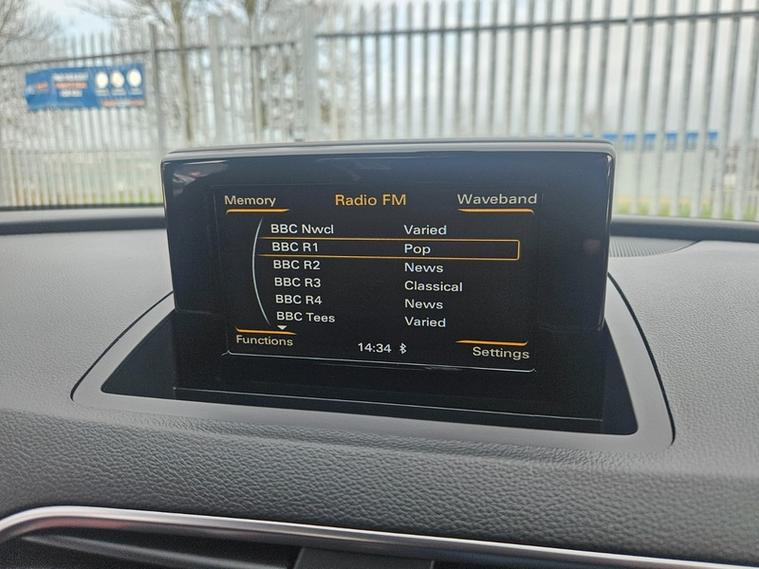 Memory Radio FM Waveband
BBC Nwcl Varied
BBC R1 Pop
BBC R2 News
BBC R3 Classical
BBC R4 News
BBC Tees Varied
Functions 14:34 Settings